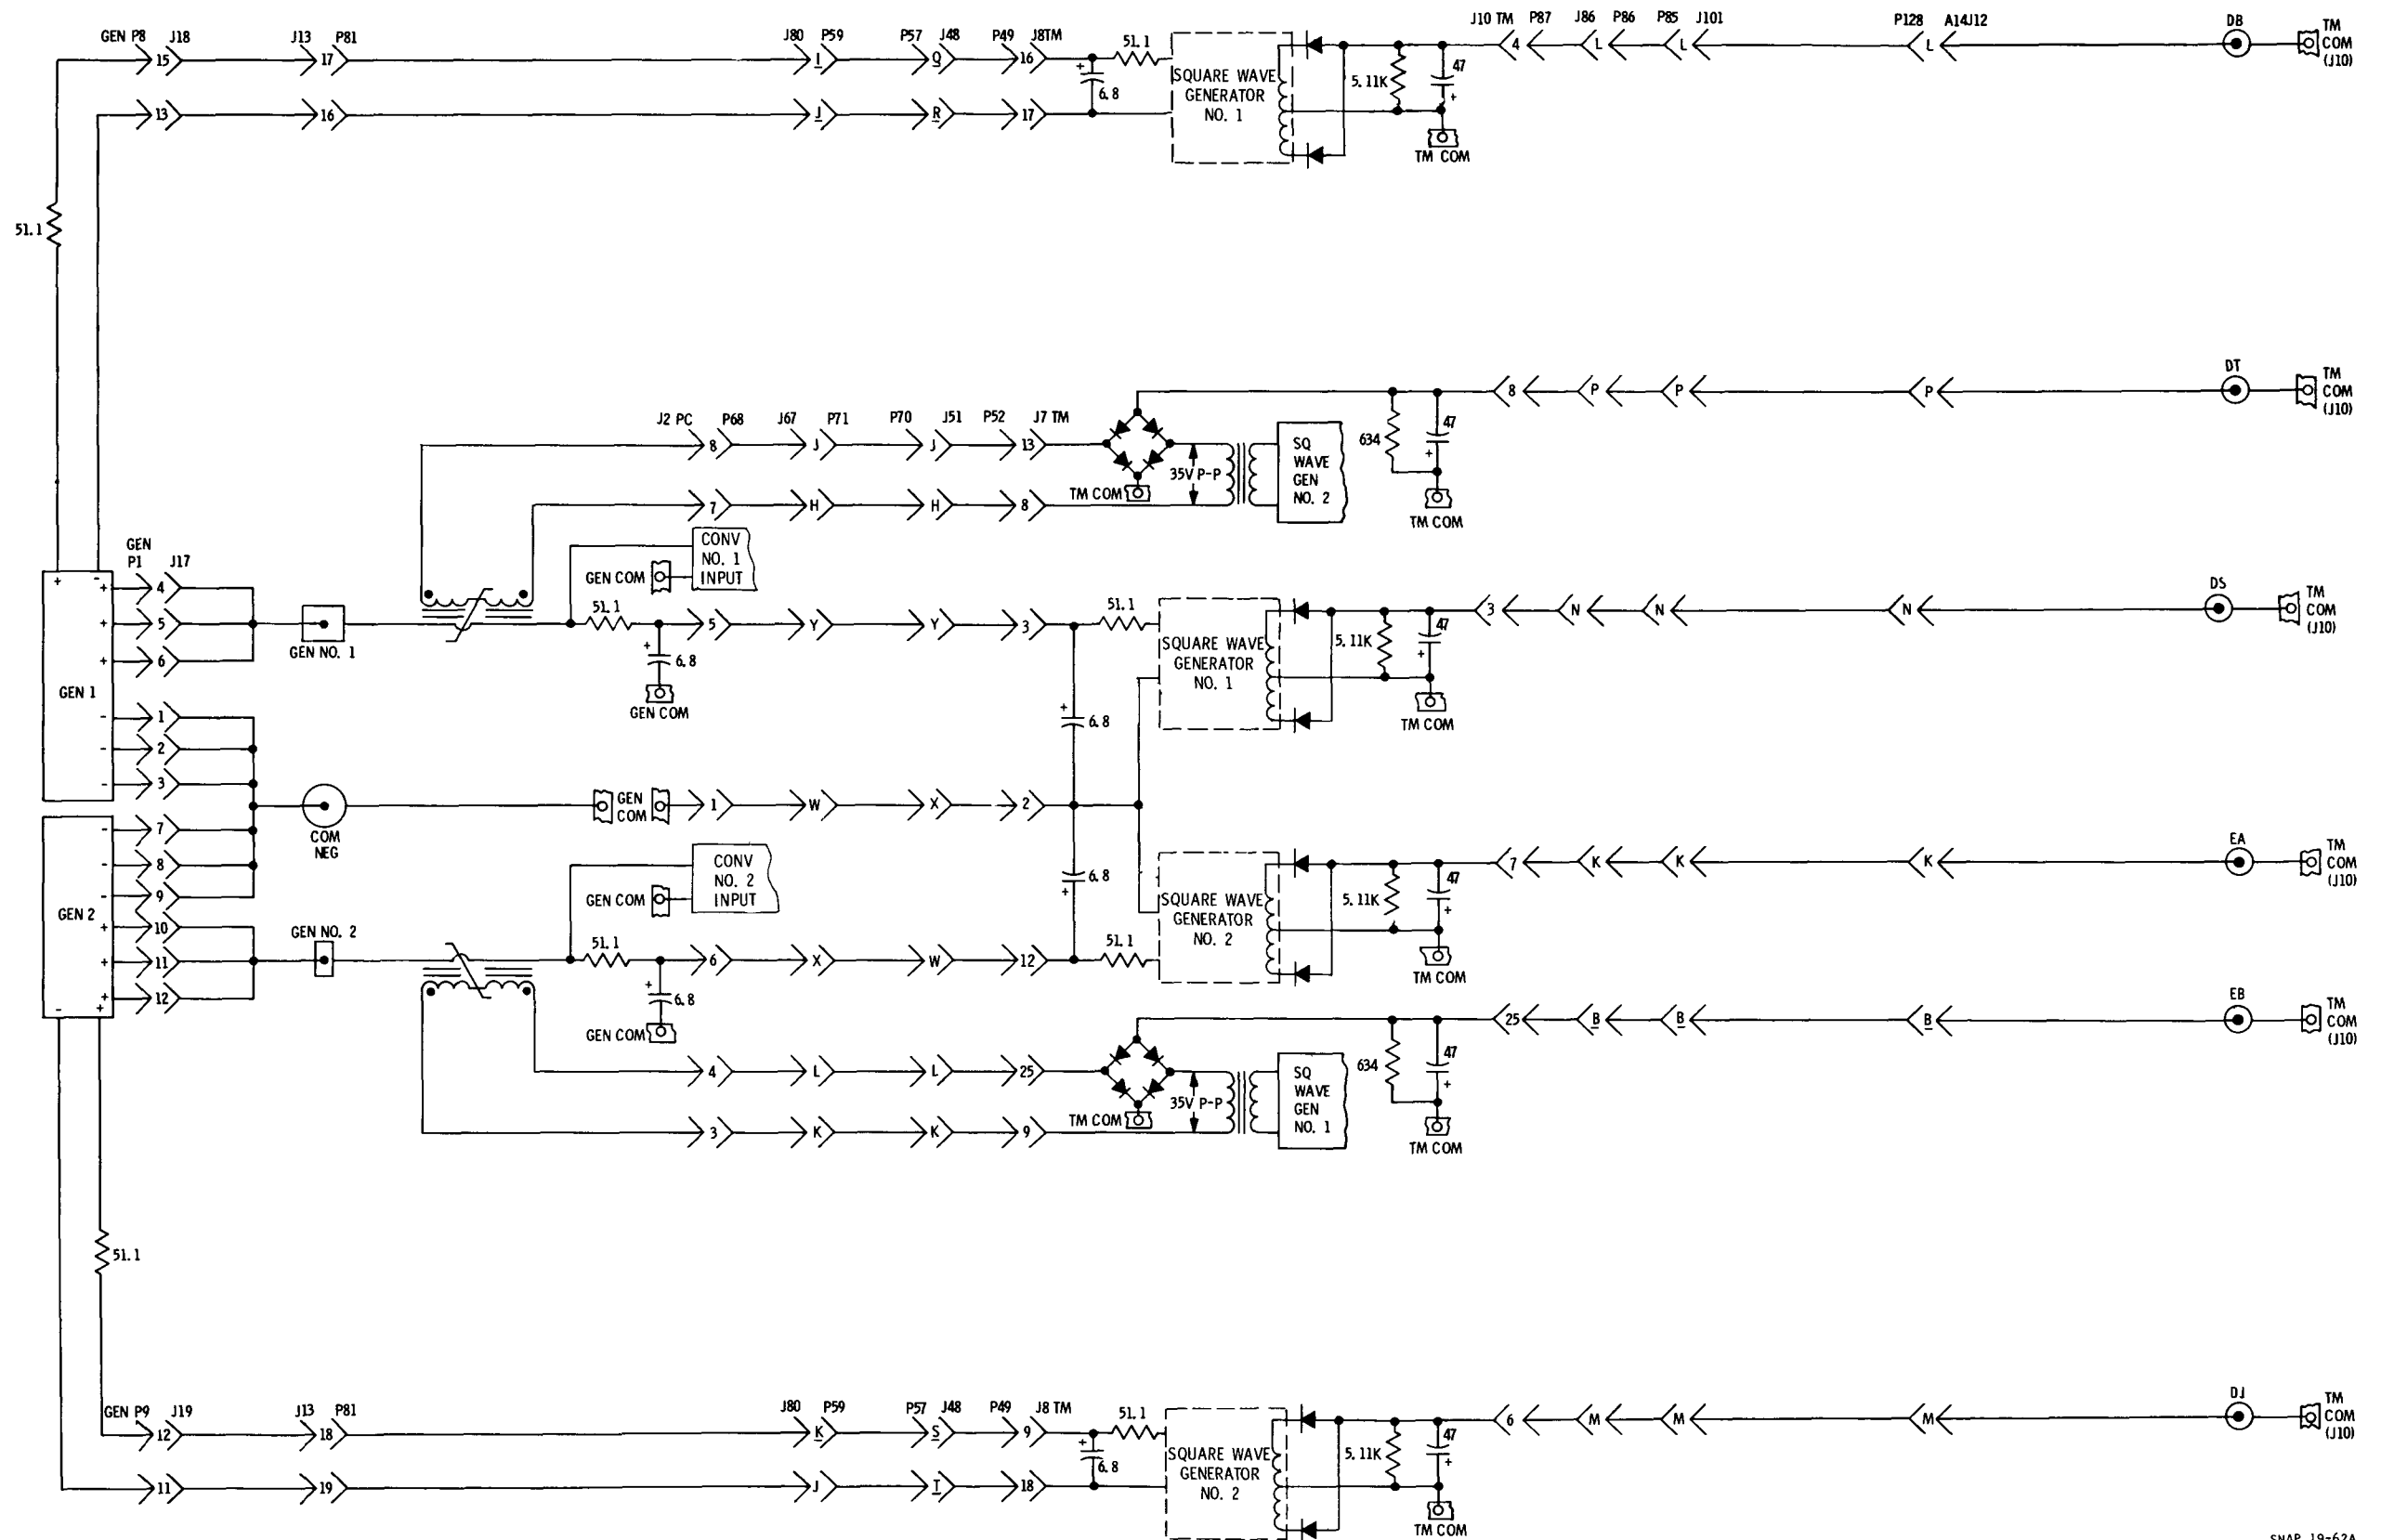 GEN P8 J18 J13 P81 J80 P59 P57 J48 P49 J8TM J10 TM P87 J86 P86 P85 J101 P128 A14J12 DB TM
COM
(J10)
15 17 I Q 16 51.1 4 L L L
6.8
SQUARE WAVE
GENERATOR
NO. 1
5.11K
47
+
+
13 16 J R 17
TM COM
51.1
DT TM
COM
(J10)
8 P P P
J2 PC P68 J67 P71 P70 J51 P52 J7 TM
8 J J 13
35V P-P
SQ
WAVE
GEN
NO. 2
634
47
+
TM COM
7 H H 8
TM COM
CONV
NO. 1
INPUT
GEN COM
GEN
P1 J17
+ -
+ 4
+ 5
+ 6
GEN 1
- 1
- 2
- 3
GEN NO. 1
51.1
+
6.8
GEN COM
5 Y Y 3
51.1
SQUARE WAVE
GENERATOR
NO. 1
5.11K
47
+
TM COM
3 N N N
DS TM
COM
(J10)
+
6.8
COM
NEG
GEN
COM
1 W X 2
- 7
- 8
- 9
GEN 2
+ 10
+ 11
+ 12
- +
GEN NO. 2
CONV
NO. 2
INPUT
GEN COM
6.8
+
SQUARE WAVE
GENERATOR
NO. 2
5.11K
47
+
TM COM
7 K K K
EA TM
COM
(J10)
51.1
+
6.8
GEN COM
6 X W 12
51.1
25 B B B
EB TM
COM
(J10)
4 L L 25
35V P-P
SQ
WAVE
GEN
NO. 1
634
47
+
TM COM
TM COM
3 K K 9
51.1
GEN P9 J19 J13 P81 J80 P59 P57 J48 P49 J8 TM
12 18 K S 9 51.1
+
6.8
11 19 J T 18
SQUARE WAVE
GENERATOR
NO. 2
5.11K
47
+
TM COM
6 M M M
DJ TM
COM
(J10)
SNAP 19-62A